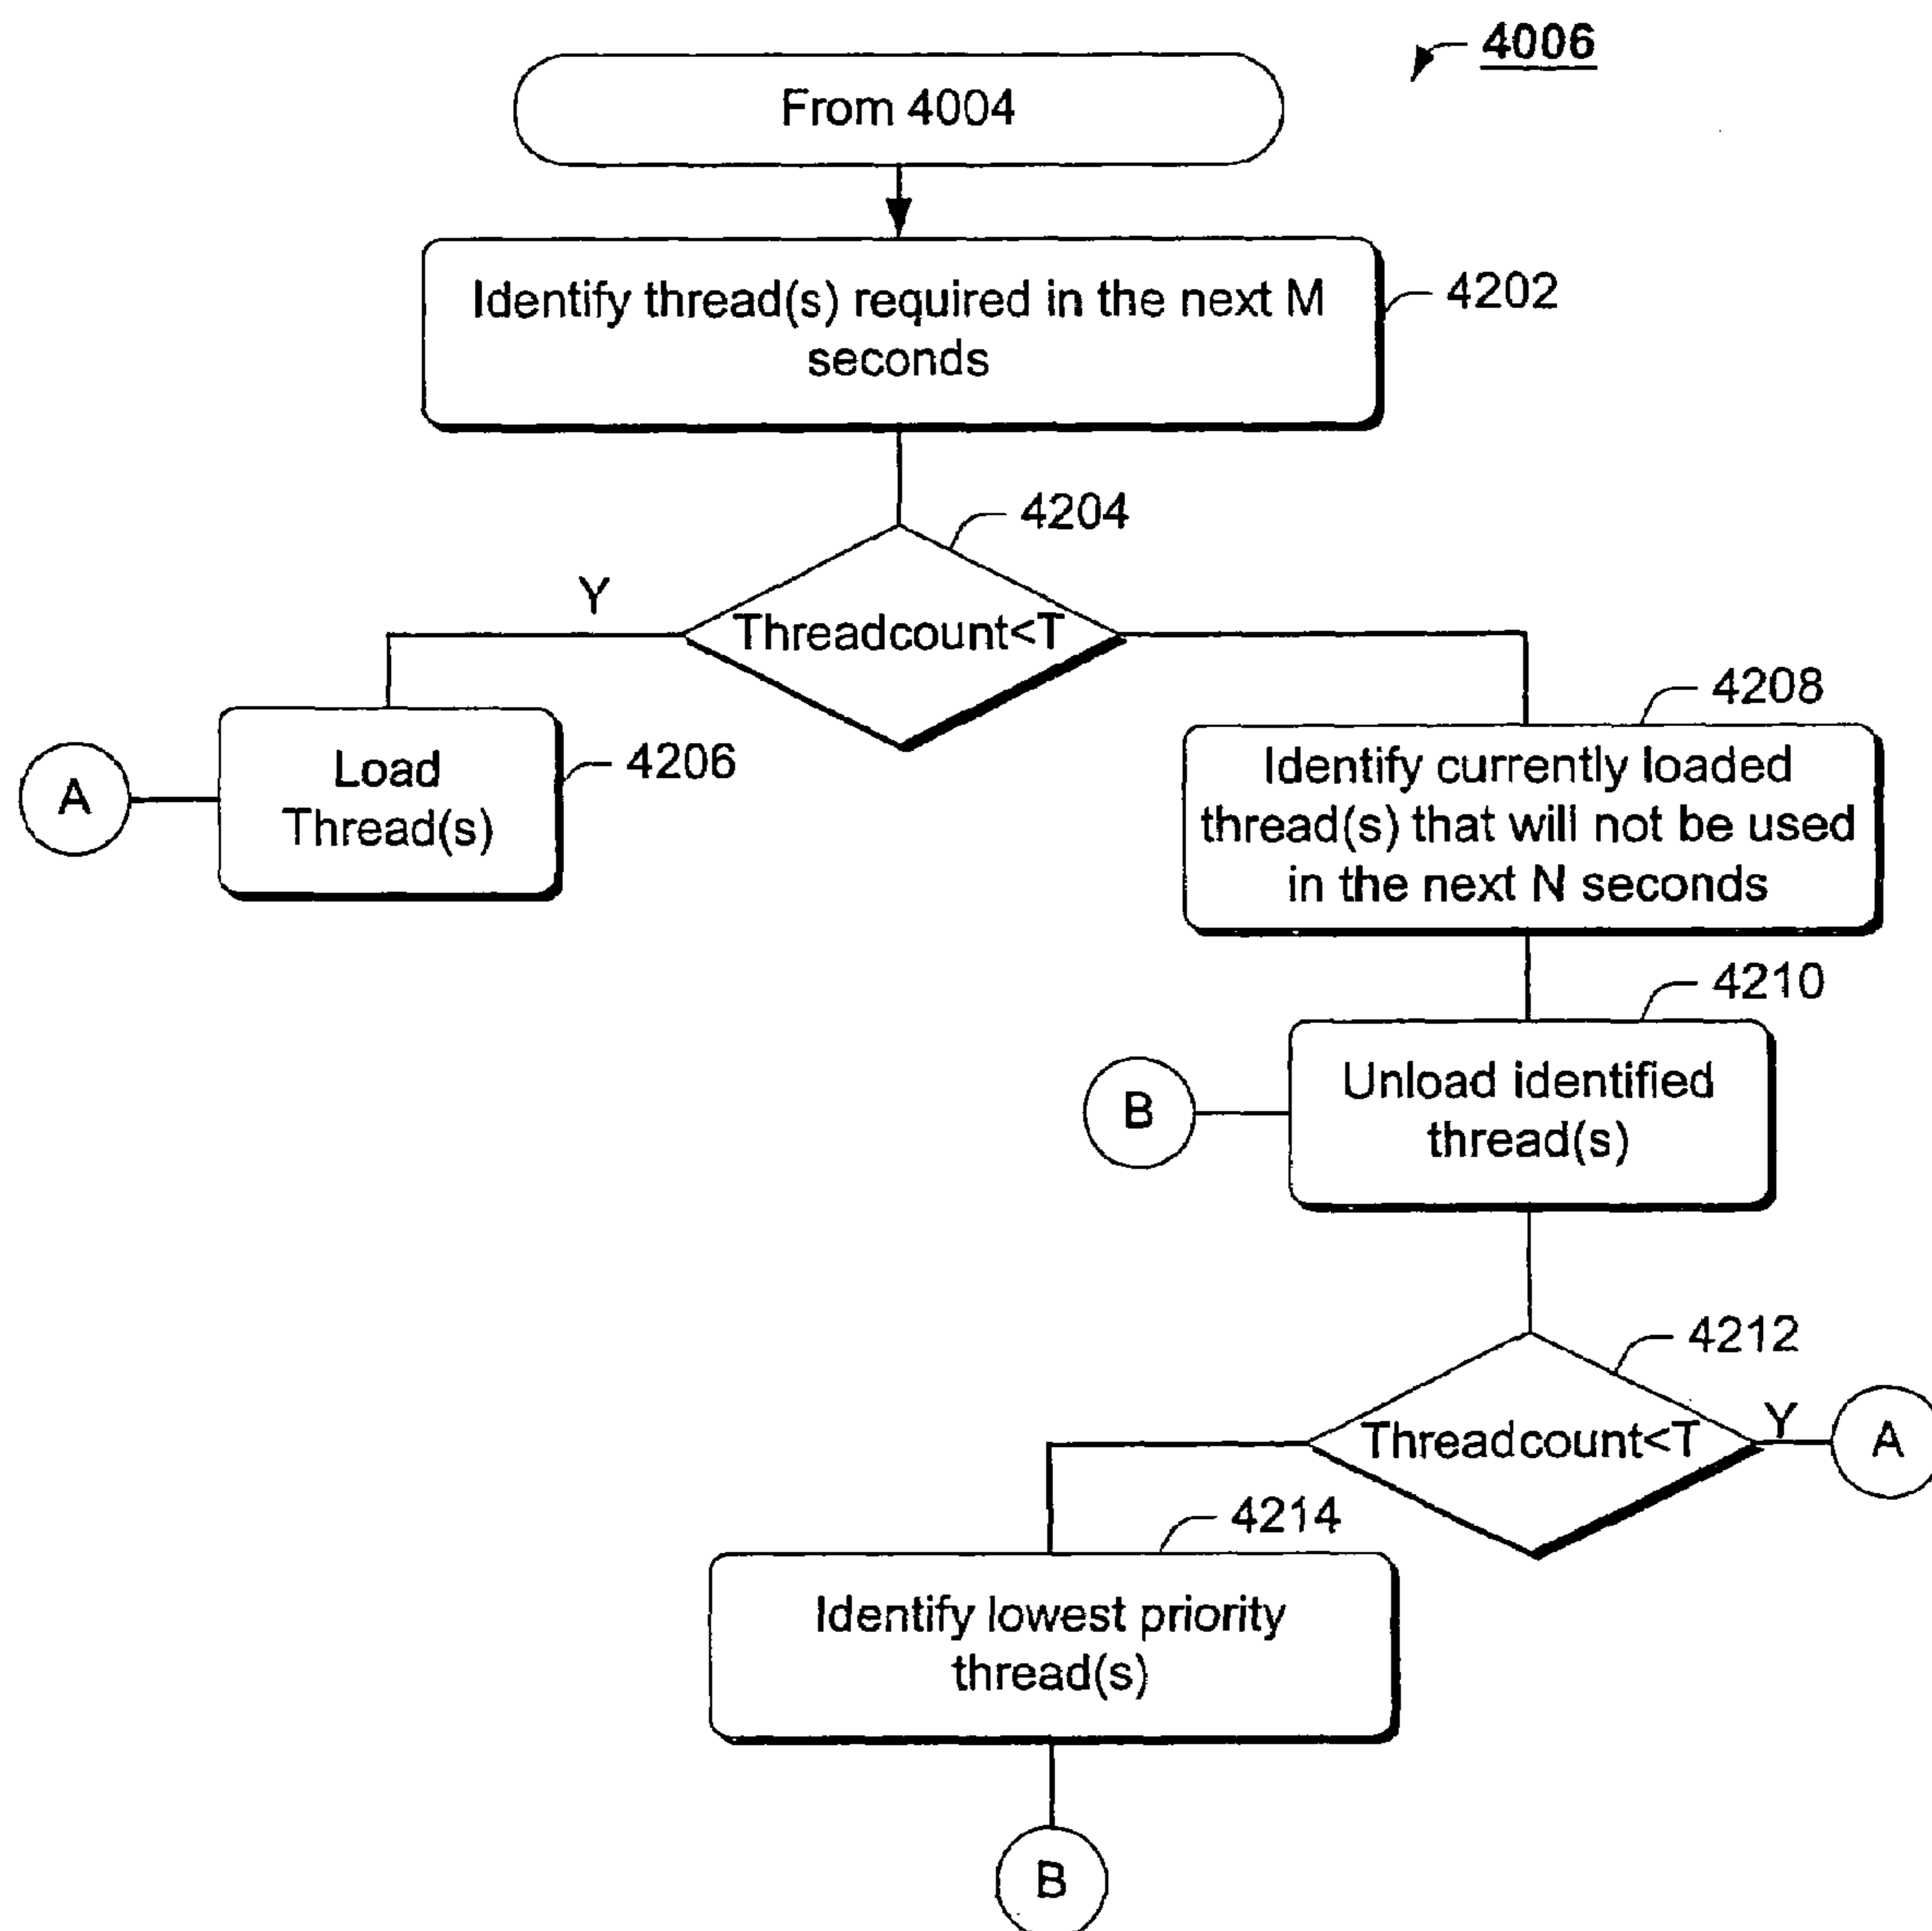 4006
From 4004
Identify thread(s) required in the next M
seconds
4202
4204
Y
Threadcount<T
4208
Identify currently loaded
thread(s) that will not be used
in the next N seconds
A
Load
Thread(s)
4206
4210
B
Unload identified
thread(s)
4212
Threadcount<T
Y
A
4214
Identify lowest priority
thread(s)
B